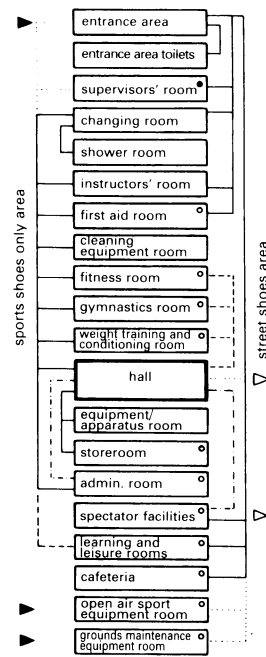 entrance area
entrance area toilets
supervisors' room
changing room
shower room
instructors' room
first aid room
cleaning
equipment room
fitness room
gymnastics room
weight training and
conditioning room
hall
equipment/
apparatus room
storeroom
admin. room
spectator facilities
learning and
leisure rooms
cafeteria
open air sport
equipment room
grounds maintenance
equipment room
sports shoes only area
street shoes area